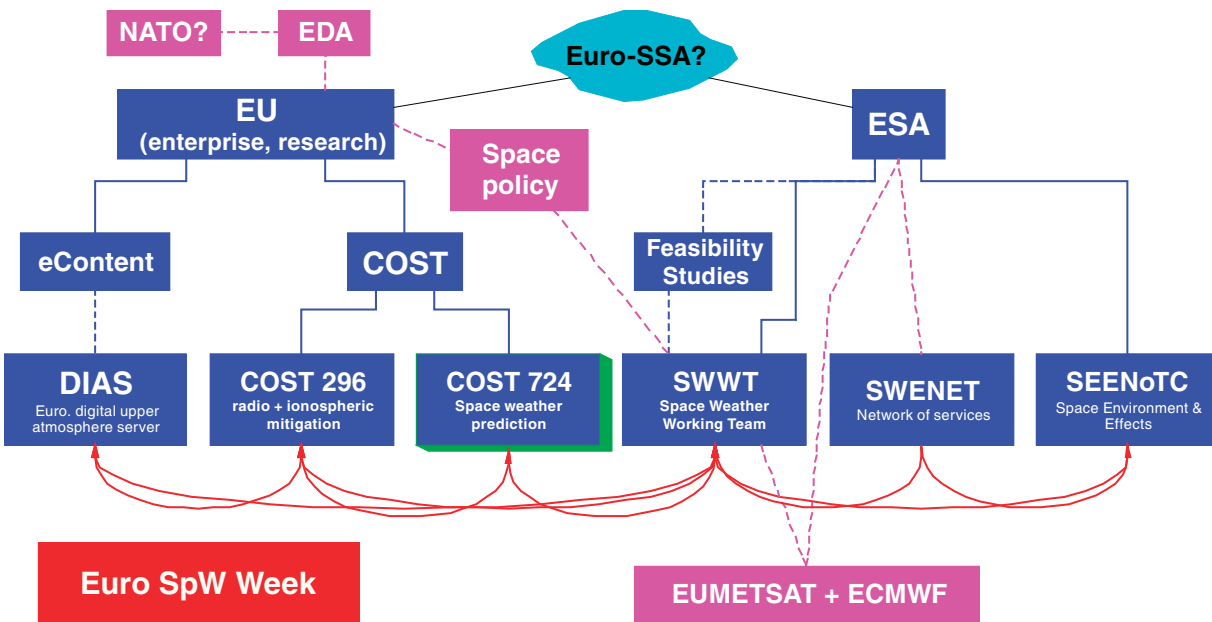 NATO?
EDA
Euro-SSA?
EU
(enterprise, research)
ESA
Space
policy
eContent
COST
Feasibility
Studies
DIAS
Euro. digital upper
atmosphere server
COST 296
radio + ionospheric
mitigation
COST 724
Space weather
prediction
SWWT
Space Weather
Working Team
SWENET
Network of services
SEENoTC
Space Environment &
Effects
Euro SpW Week
EUMETSAT + ECMWF